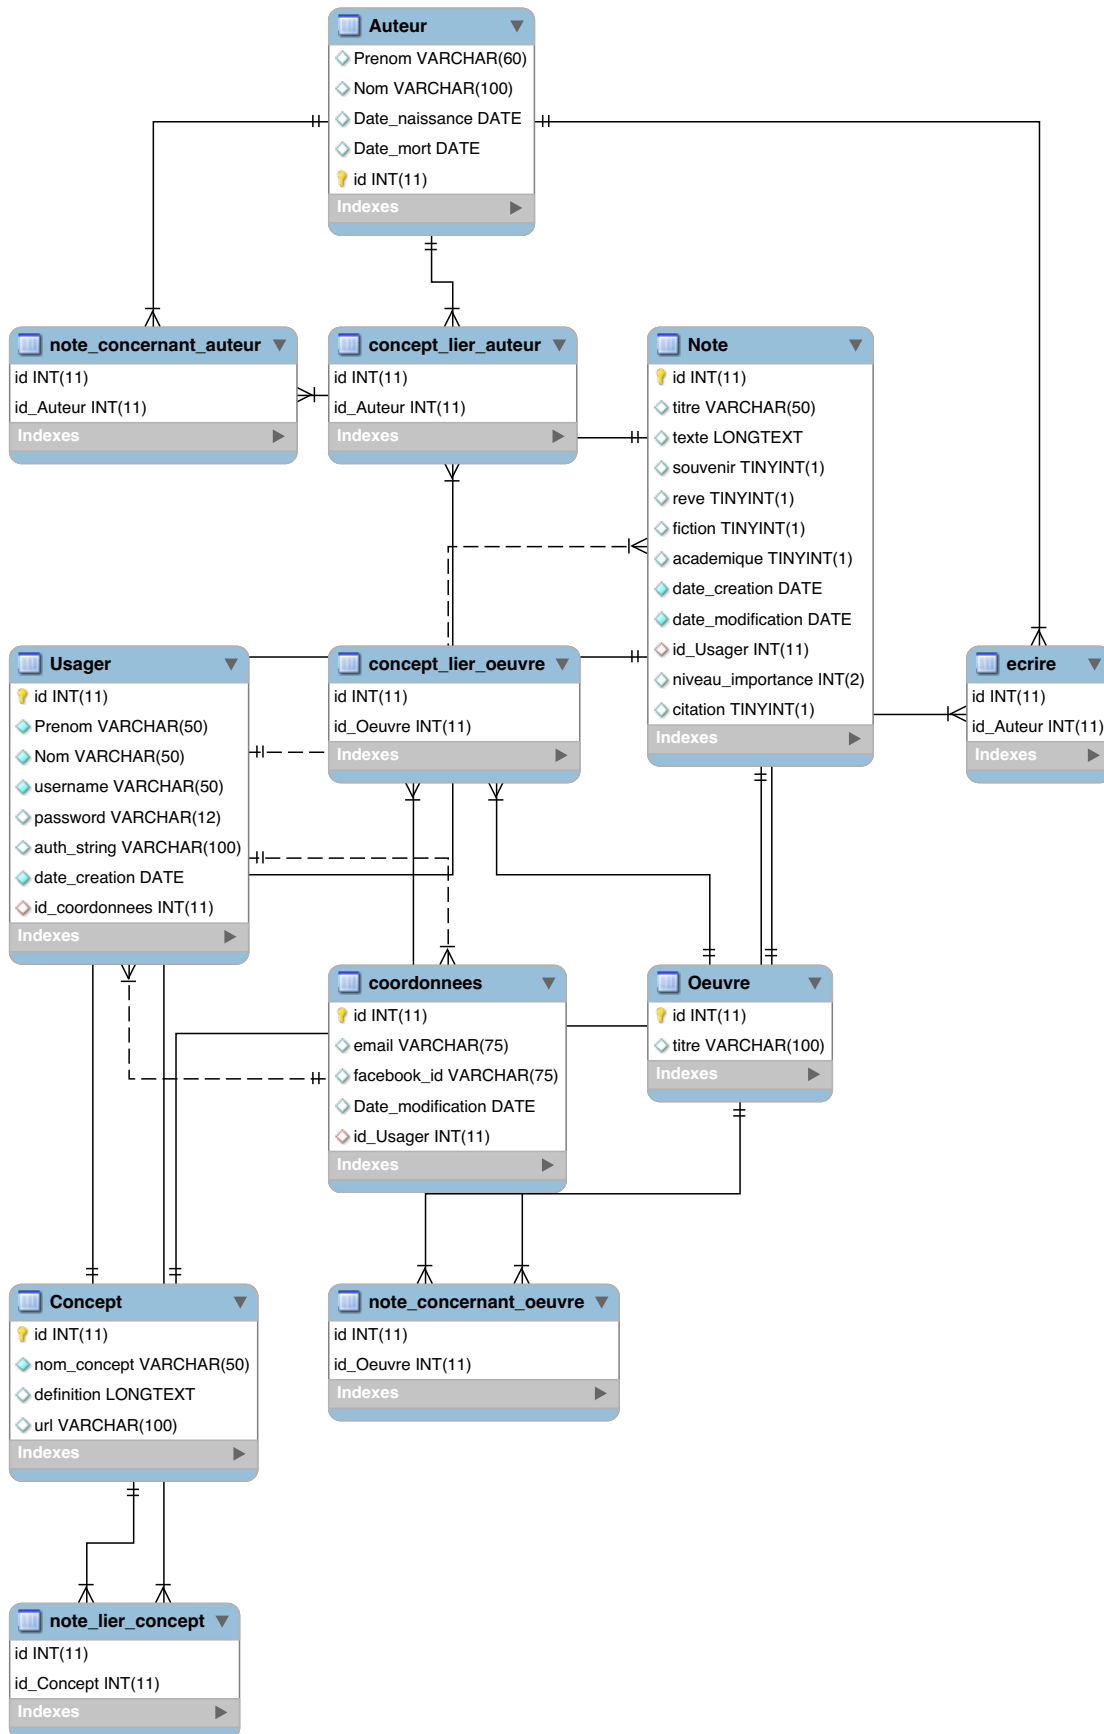 Auteur
Prenom VARCHAR(60)
Nom VARCHAR(100)
Date_naissance DATE
Date_mort DATE
id INT(11)
Indexes
note_concernant_auteur
id INT(11)
id_Auteur INT(11)
Indexes
concept_lier_auteur
id INT(11)
id_Auteur INT(11)
Indexes
Note
id INT(11)
titre VARCHAR(50)
texte LONGTEXT
souvenir TINYINT(1)
reve TINYINT(1)
fiction TINYINT(1)
academique TINYINT(1)
date_creation DATE
date_modification DATE
id_Usager INT(11)
niveau_importance INT(2)
citation TINYINT(1)
Indexes
Usager
id INT(11)
Prenom VARCHAR(50)
Nom VARCHAR(50)
username VARCHAR(50)
password VARCHAR(12)
auth_string VARCHAR(100)
date_creation DATE
id_coordonnees INT(11)
Indexes
concept_lier_oeuvre
id INT(11)
id_Oeuvre INT(11)
Indexes
ecrire
id INT(11)
id_Auteur INT(11)
Indexes
coordonnees
id INT(11)
email VARCHAR(75)
facebook_id VARCHAR(75)
Date_modification DATE
id_Usager INT(11)
Indexes
Oeuvre
id INT(11)
titre VARCHAR(100)
Indexes
Concept
id INT(11)
nom_concept VARCHAR(50)
definition LONGTEXT
url VARCHAR(100)
Indexes
note_concernant_oeuvre
id INT(11)
id_Oeuvre INT(11)
Indexes
note_lier_concept
id INT(11)
id_Concept INT(11)
Indexes